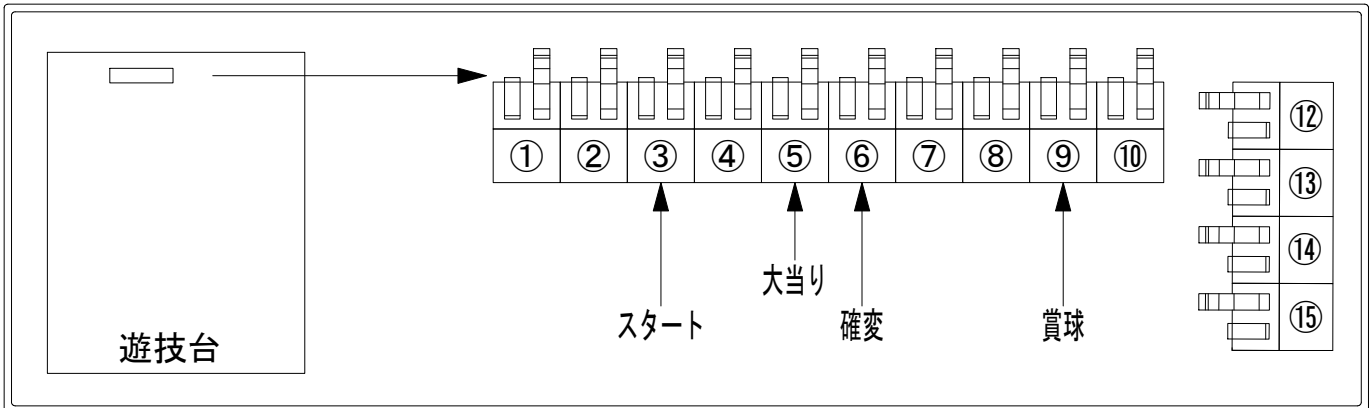 ① ② ③ ④ ⑤ ⑥ ⑦ ⑧ ⑨ ⑩
⑫
⑬
⑭
⑮
大当り
スタート 確変 賞球
遊技台